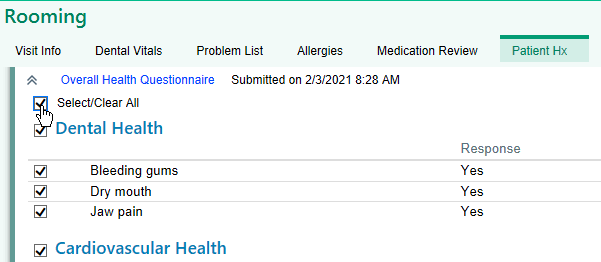 Rooming
Visit Info Dental Vitals Problem List Allergies Medication Review Patient Hx
Overall Health Questionnaire Submitted on 2/3/2021 8:28 AM
Select/Clear All
Dental Health
Response
Bleeding gums Yes
Dry mouth Yes
Jaw pain Yes
Cardiovascular Health